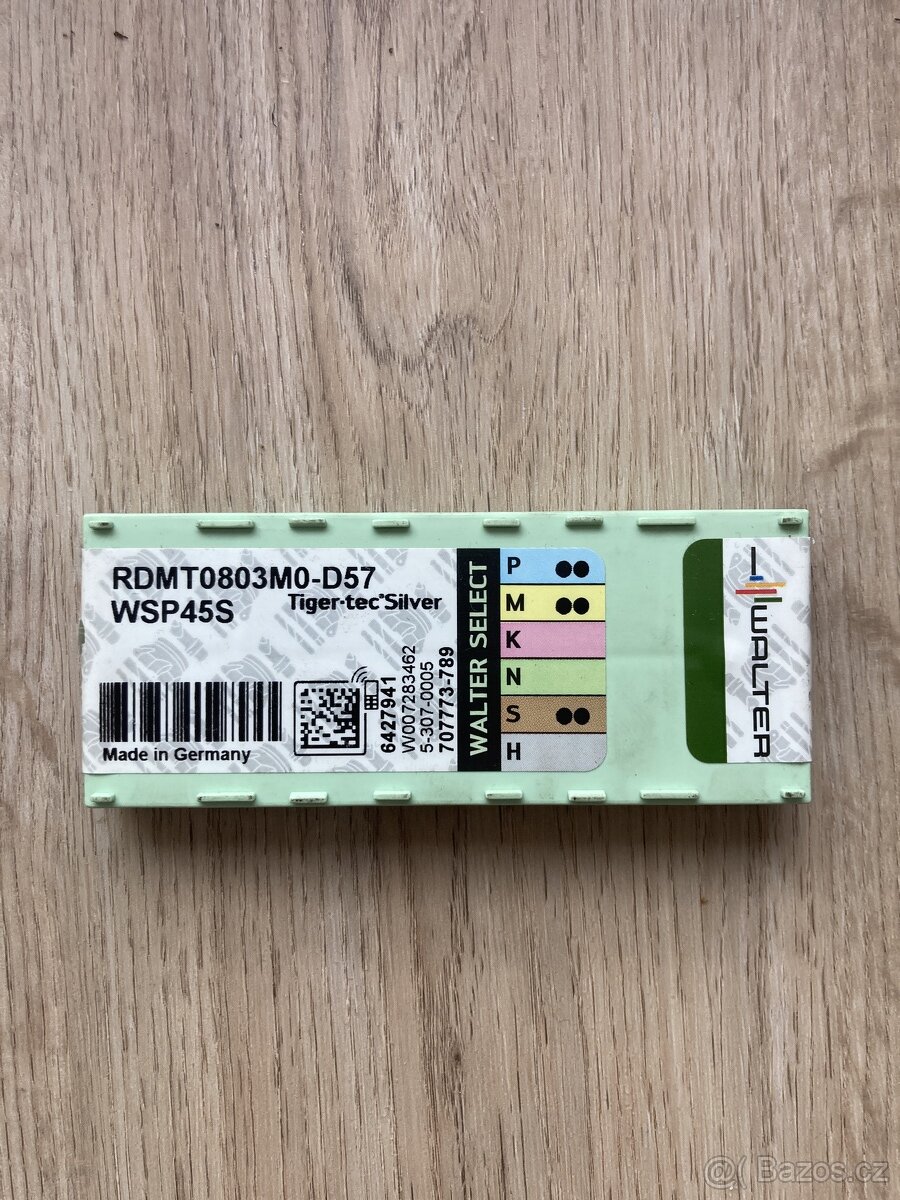 RDMT0803M0-D57
WSP45S
Tiger·tec®Silver
Made in Germany
6427941
W007283462
5-307-0005
707773-789
WALTER SELECT
P
M
K
N
S
H
WALTER
@ Bazos.cz